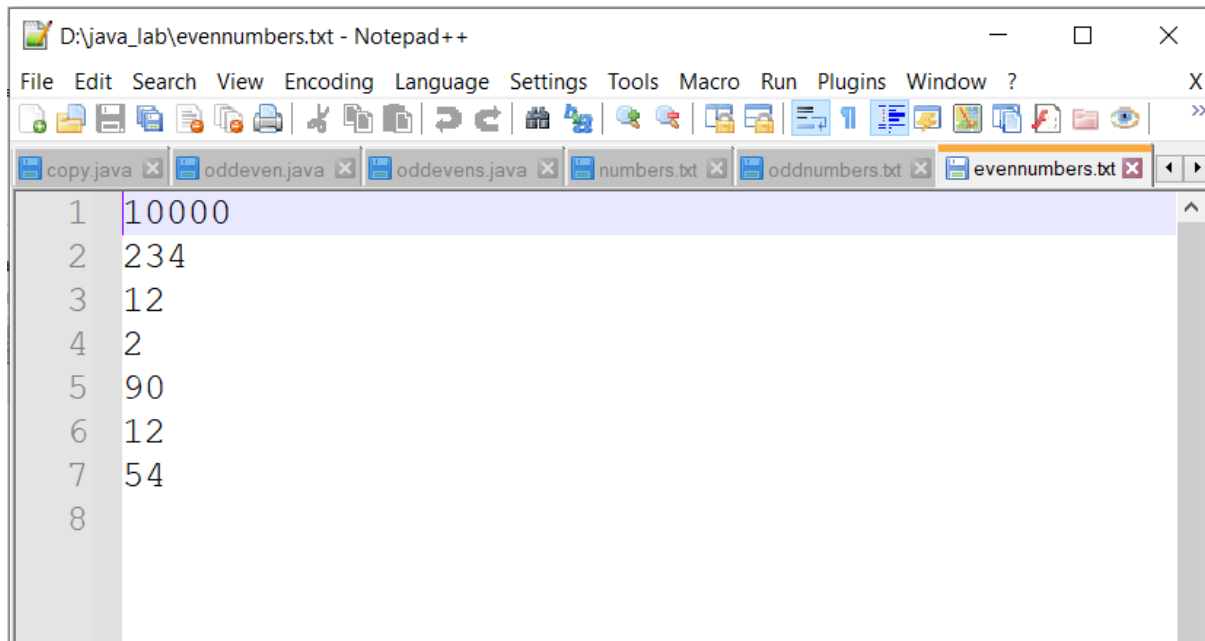 D:\java_lab\evennumbers.txt - Notepad++
File Edit Search View Encoding Language Settings Tools Macro Run Plugins Window ? X
copy.java oddeven.java oddevens.java numbers.txt oddnumbers.txt evennumbers.txt
1 10000
2 234
3 12
4 2
5 90
6 12
7 54
8